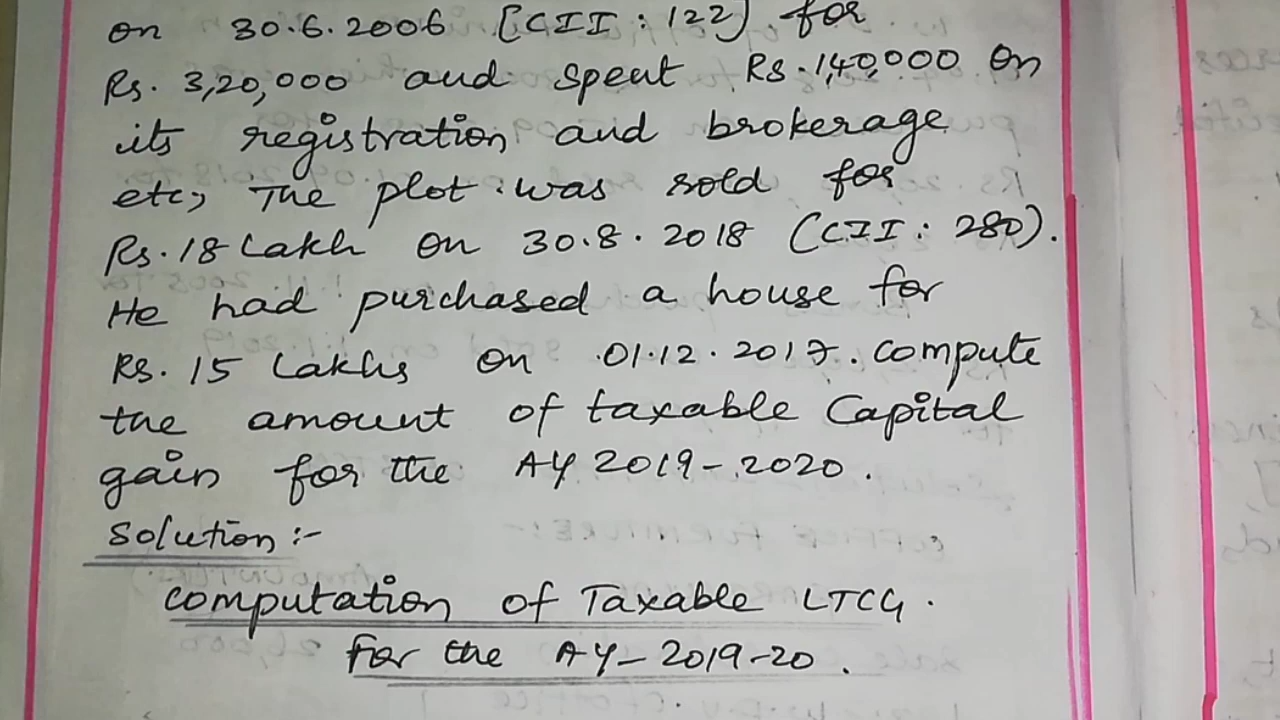 on 30.6.2006 [CII : 122] for
Rs. 3,20,000 and spent Rs. 1,40,000 on
its registration and brokerage
etc, The plot was sold for
Rs. 18 Lakh on 30.8.2018 (CII : 280).
He had purchased a house for
Rs. 15 Lakhs on 01.12.2017. compute
the amount of taxable Capital
gain for the AY 2019-2020.
Solution :-
computation of Taxable LTCG.
For the AY-2019-20.